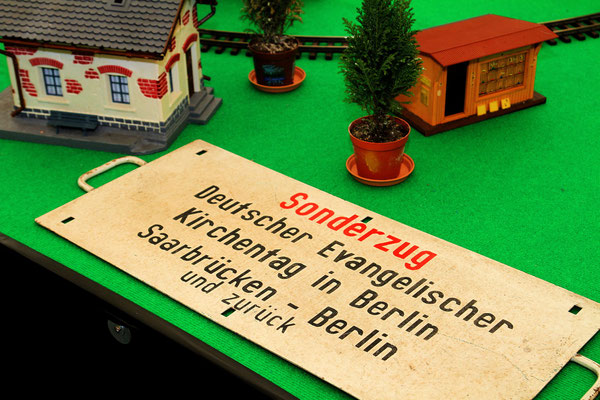 Sonderzug
Deutscher Evangelischer
Kirchentag in Berlin
Saarbrücken - Berlin
und zurück